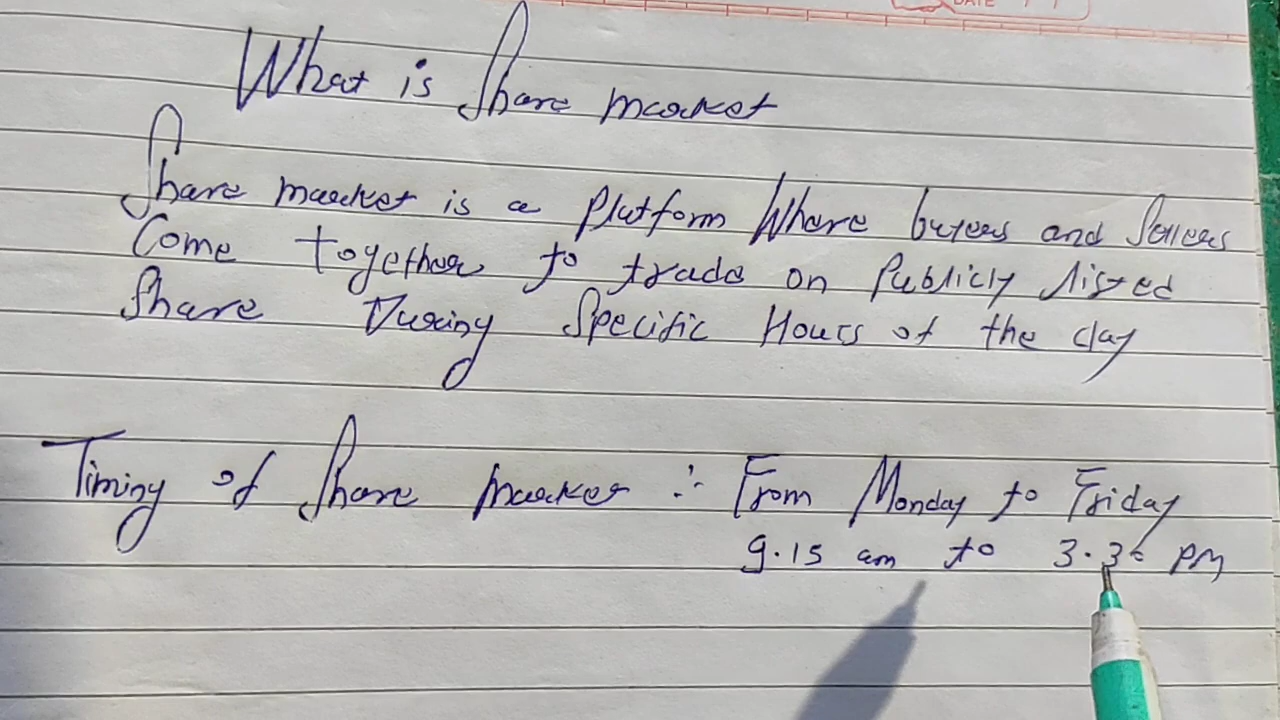 DATE
What is Share market
Share market is a Platform Where buyers and Sellers
Come together to trade on Publicly listed
Share During Specific Hours of the day
Timing of Share market ∴ From Monday to Friday
9.15 am to 3.30 PM